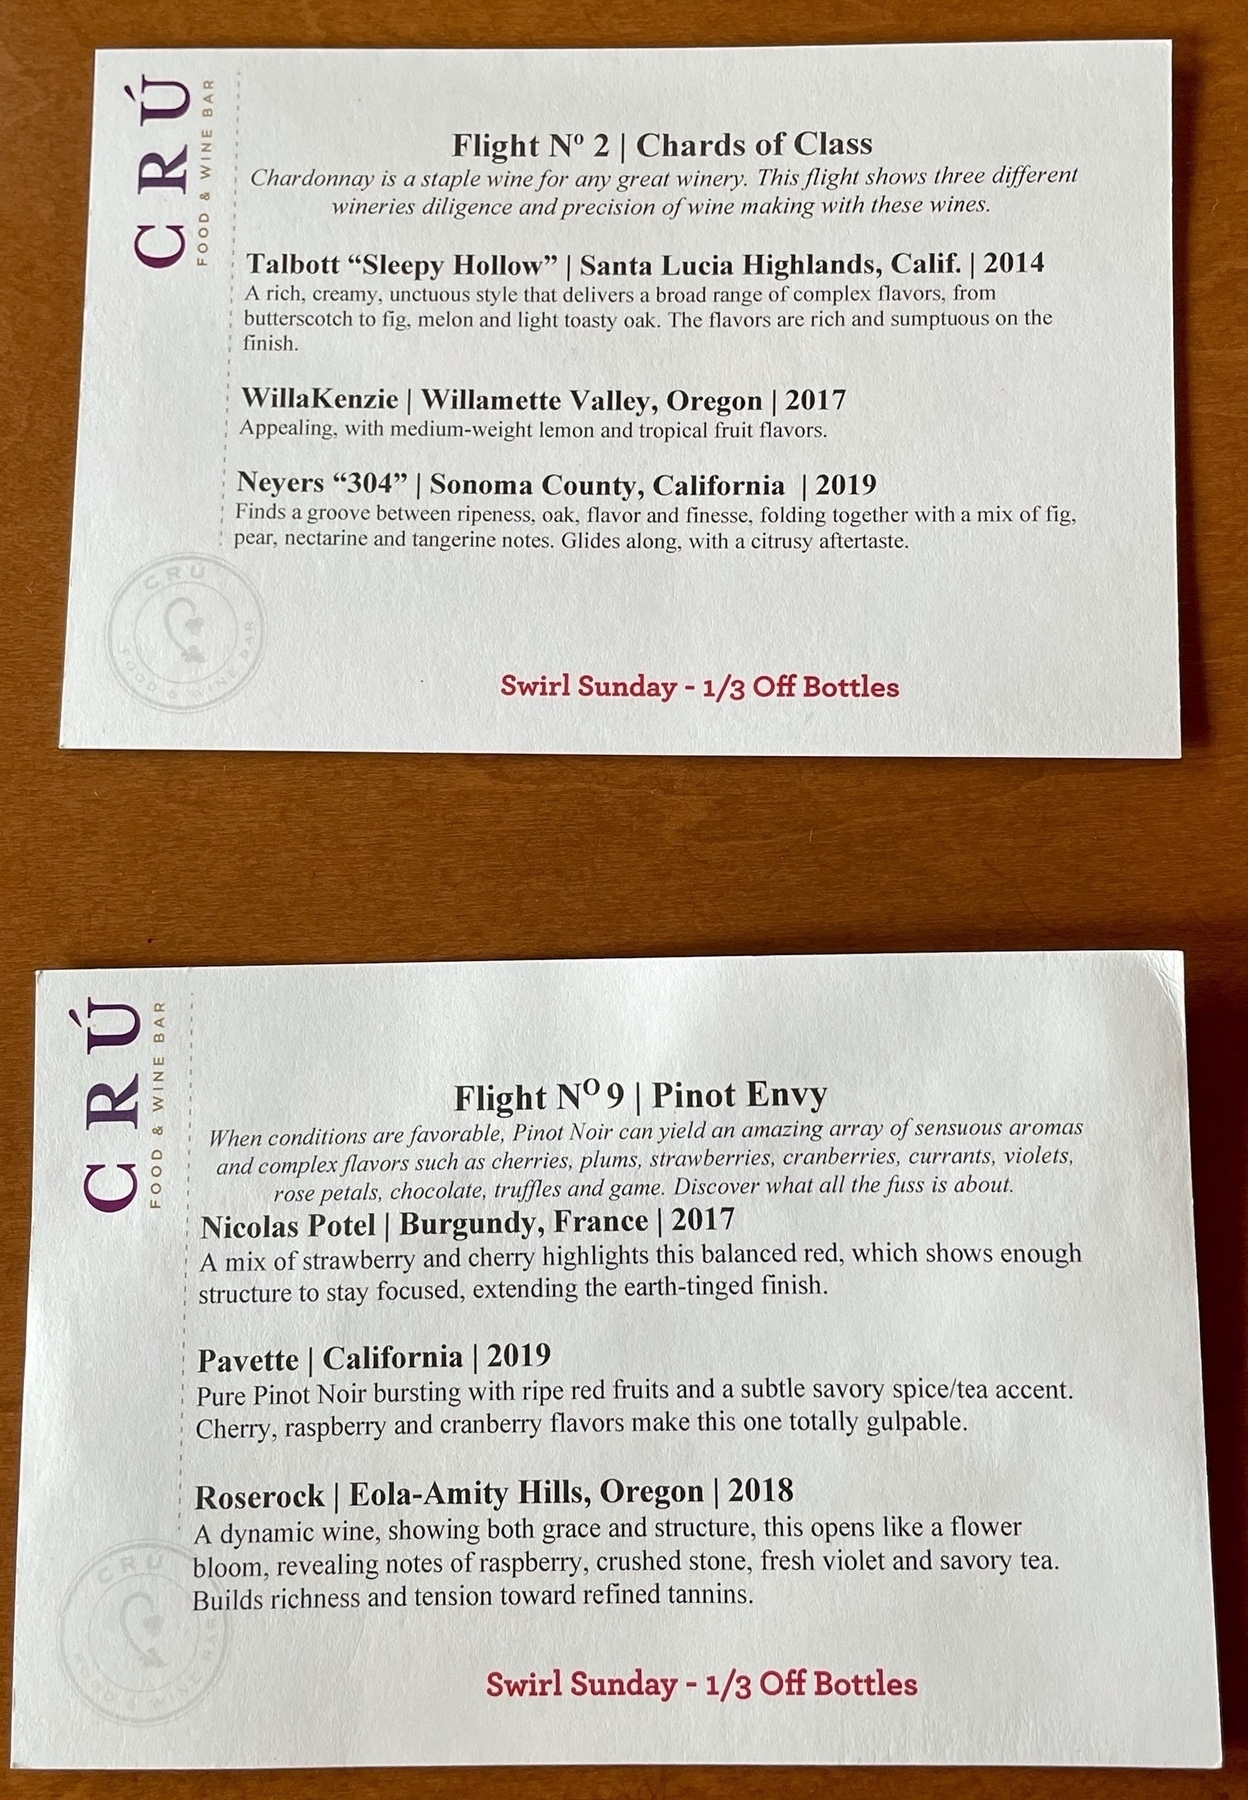 CRÚ
FOOD & WINE BAR
Flight Nº 2 | Chards of Class
Chardonnay is a staple wine for any great winery. This flight shows three different
wineries diligence and precision of wine making with these wines.
Talbott “Sleepy Hollow” | Santa Lucia Highlands, Calif. | 2014
A rich, creamy, unctuous style that delivers a broad range of complex flavors, from
butterscotch to fig, melon and light toasty oak. The flavors are rich and sumptuous on the
finish.
WillaKenzie | Willamette Valley, Oregon | 2017
Appealing, with medium-weight lemon and tropical fruit flavors.
Neyers “304” | Sonoma County, California | 2019
Finds a groove between ripeness, oak, flavor and finesse, folding together with a mix of fig,
pear, nectarine and tangerine notes. Glides along, with a citrusy aftertaste.
CRÚ
FOOD & WINE BAR
Swirl Sunday - 1/3 Off Bottles
CRÚ
FOOD & WINE BAR
Flight Nº 9 | Pinot Envy
When conditions are favorable, Pinot Noir can yield an amazing array of sensuous aromas
and complex flavors such as cherries, plums, strawberries, cranberries, currants, violets,
rose petals, chocolate, truffles and game. Discover what all the fuss is about.
Nicolas Potel | Burgundy, France | 2017
A mix of strawberry and cherry highlights this balanced red, which shows enough
structure to stay focused, extending the earth-tinged finish.
Pavette | California | 2019
Pure Pinot Noir bursting with ripe red fruits and a subtle savory spice/tea accent.
Cherry, raspberry and cranberry flavors make this one totally gulpable.
Roserock | Eola-Amity Hills, Oregon | 2018
A dynamic wine, showing both grace and structure, this opens like a flower
bloom, revealing notes of raspberry, crushed stone, fresh violet and savory tea.
Builds richness and tension toward refined tannins.
CRÚ
FOOD & WINE BAR
Swirl Sunday - 1/3 Off Bottles